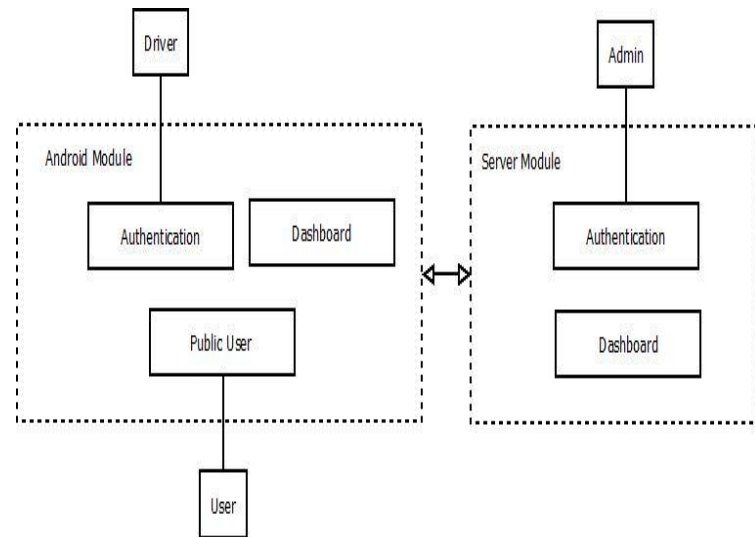 Driver
Admin
Android Module
Server Module
Authentication
Dashboard
Authentication
Public User
Dashboard
User